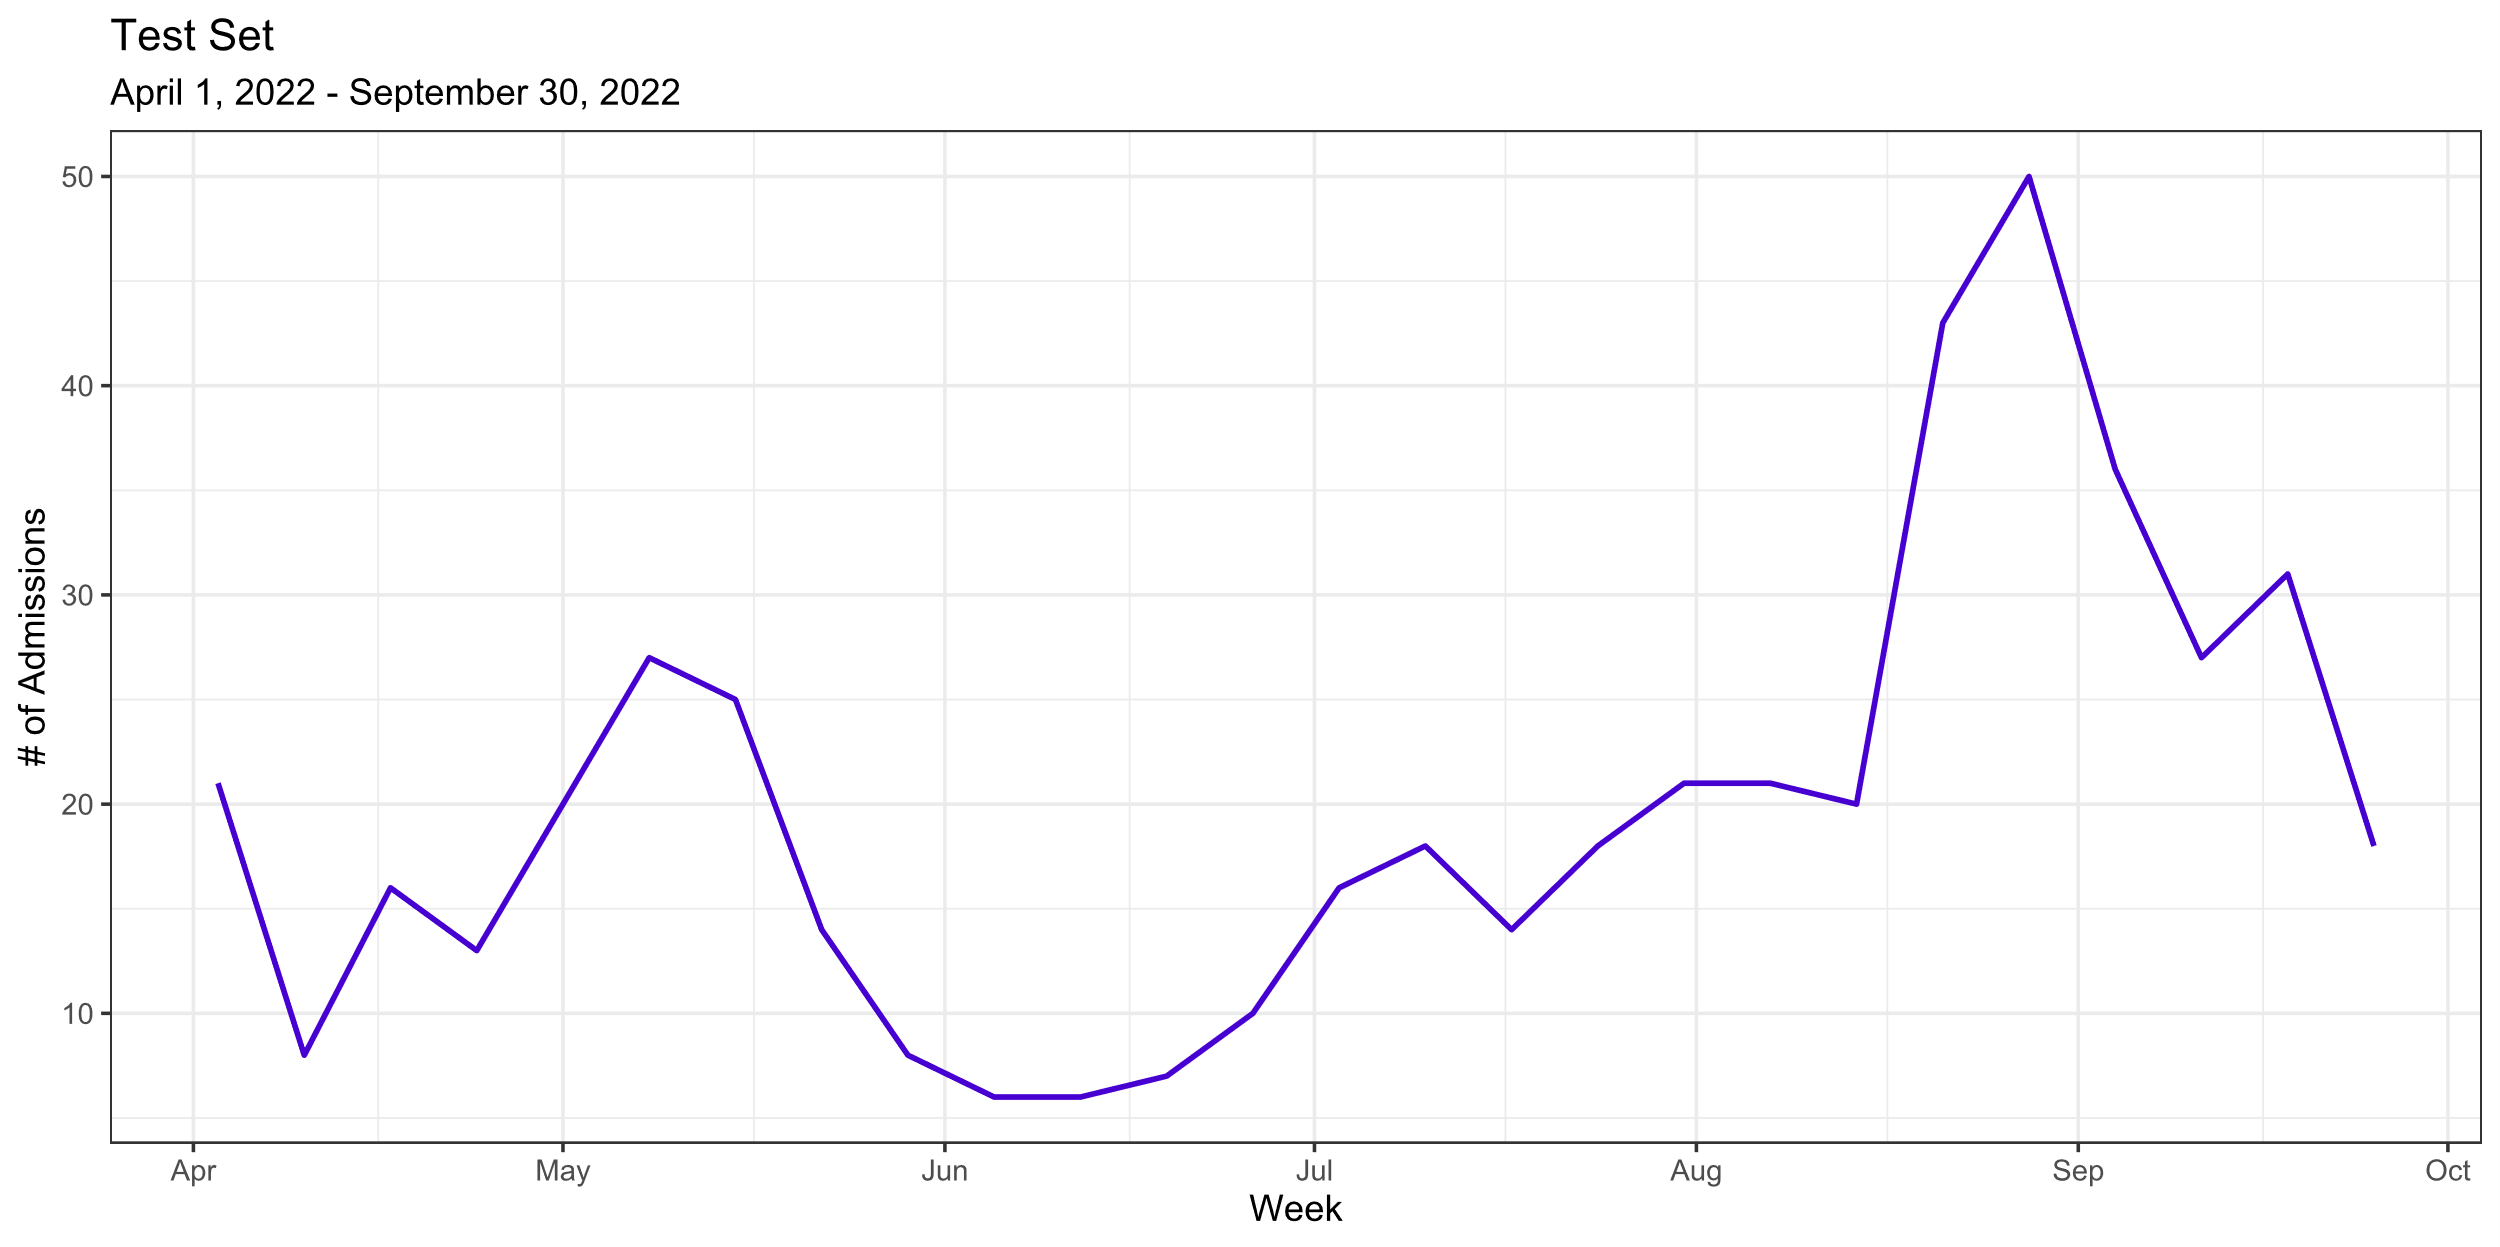 Test Set
April 1, 2022 - September 30, 2022
# of Admissions
50
40
30
20
10
Apr May Jun Jul Aug Sep Oct
Week